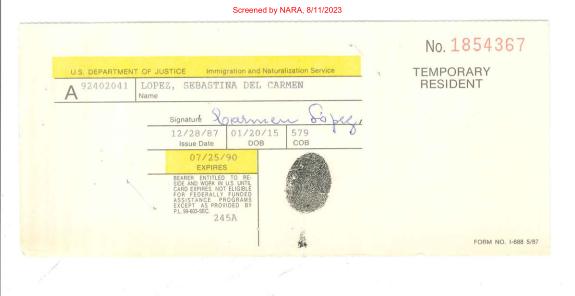 Screened by NARA, 8/11/2023
No. 1854367
TEMPORARY
RESIDENT
U.S. DEPARTMENT OF JUSTICE Immigration and Naturalization Service
A 92402041 LOPEZ, SEBASTINA DEL CARMEN
Name
Signature Carmen López
12/28/87 01/20/15 579
Issue Date DOB COB
07/25/90
EXPIRES
BEARER ENTITLED TO RE-
SIDE AND WORK IN U.S. UNTIL
CARD EXPIRES. NOT ELIGIBLE
FOR FEDERALLY FUNDED
ASSISTANCE PROGRAMS
EXCEPT AS PROVIDED BY
P.L. 99-603-SEC.
245A
FORM NO. I-688 5/87